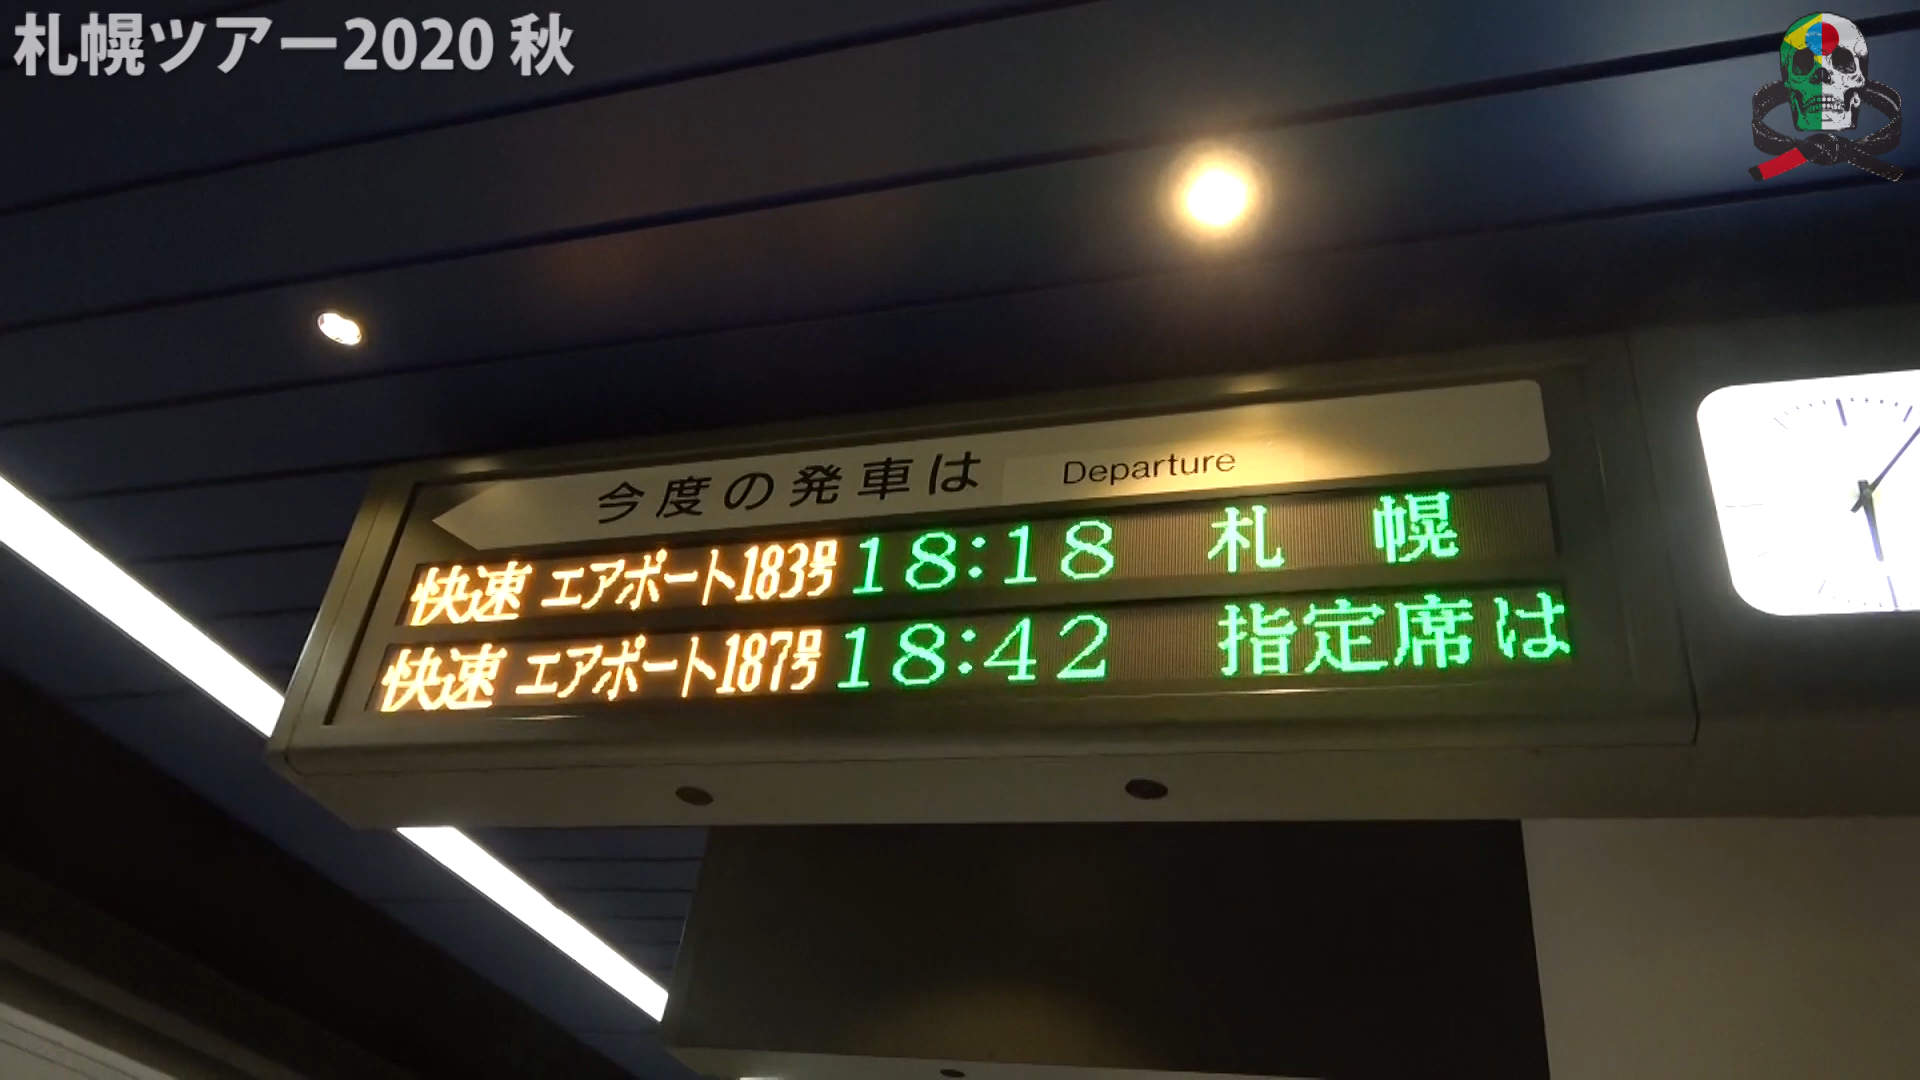 札幌ツアー2020 秋
今度の発車は Departure
快速 エアポート183号 18:18 札 幌
快速 エアポート187号 18:42 指定席は